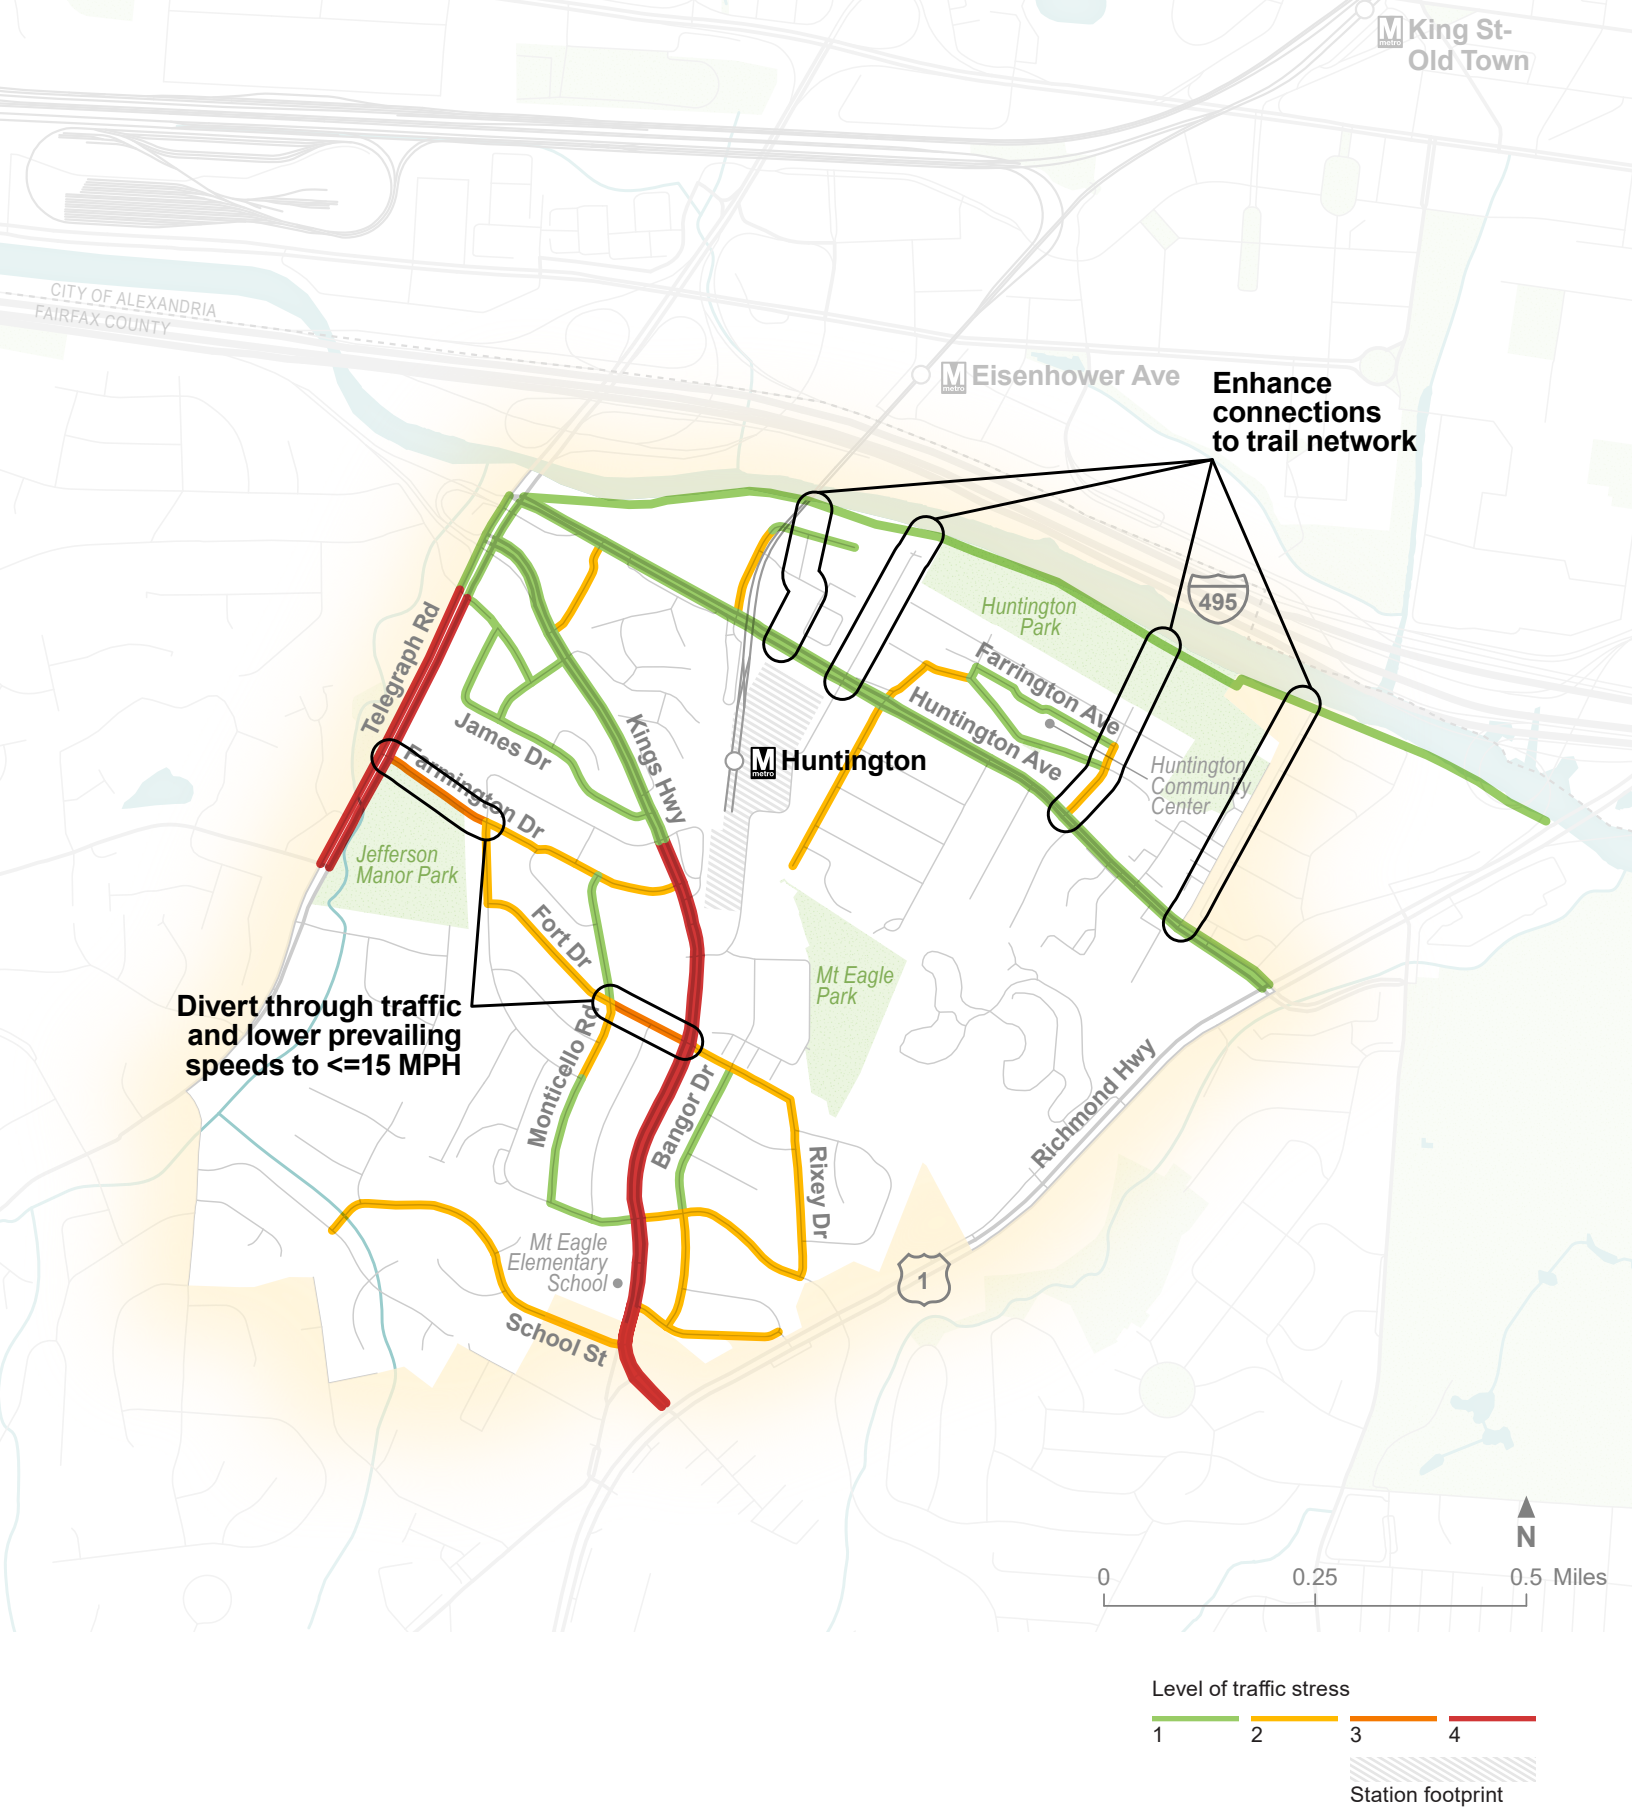 M
metro
King St-
Old Town
CITY OF ALEXANDRIA
FAIRFAX COUNTY
M
metro
Eisenhower Ave
Enhance
connections
to trail network
495
Huntington
Park
Telegraph Rd
Farrington Ave
Huntington Ave
James Dr
Kings Hwy
M
metro
Huntington
Huntington
Community
Center
Farmington Dr
Jefferson
Manor Park
Fort Dr
Mt Eagle
Park
Divert through traffic
and lower prevailing
speeds to <=15 MPH
Monticello Rd
Bangor Dr
Richmond Hwy
Rixey Dr
Mt Eagle
Elementary
School
1
School St
N
0 0.25 0.5 Miles
Level of traffic stress
1 2 3 4
Station footprint